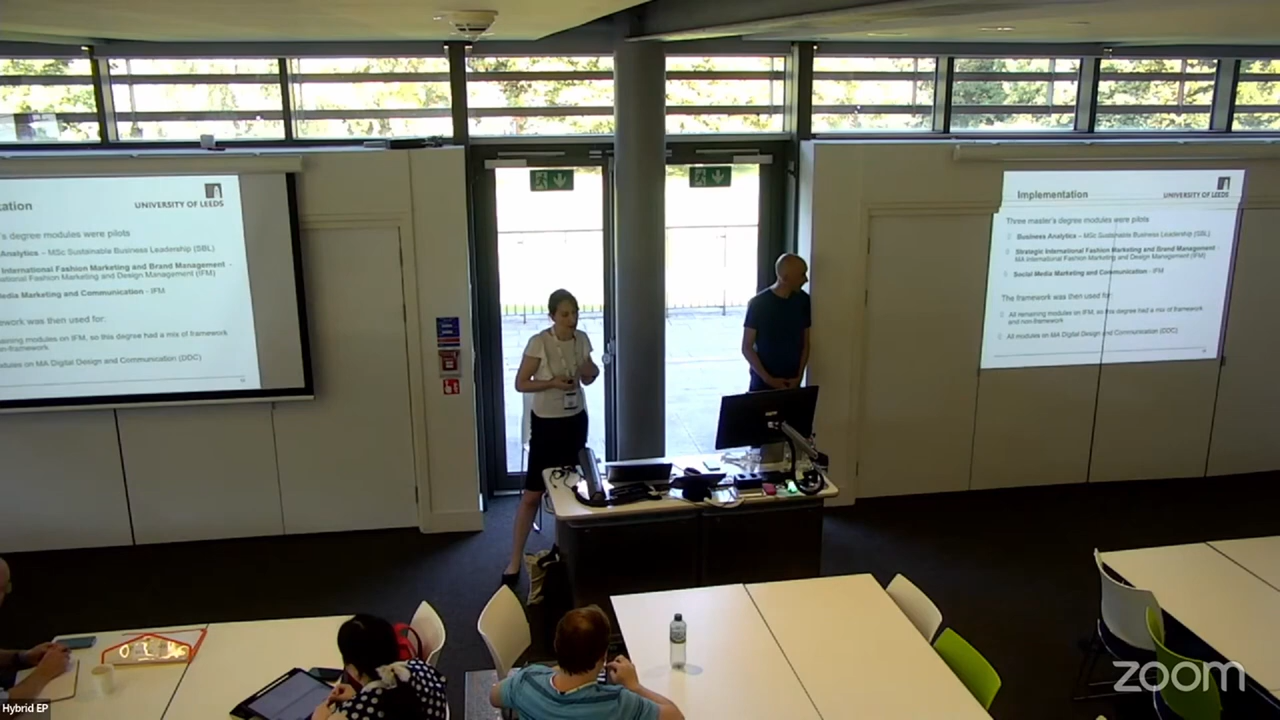 ation
UNIVERSITY OF LEEDS
's degree modules were pilots
Analytics – MSc Sustainable Business Leadership (SBL)
International Fashion Marketing and Brand Management -
ational Fashion Marketing and Design Management (IFM)
edia Marketing and Communication - IFM
ework was then used for:
aining modules on IFM, so this degree had a mix of framework
n-framework
odules on MA Digital Design and Communication (DDC)
Implementation
UNIVERSITY OF LEEDS
Three master's degree modules were pilots
Business Analytics – MSc Sustainable Business Leadership (SBL)
Strategic International Fashion Marketing and Brand Management -
MA International Fashion Marketing and Design Management (IFM)
Social Media Marketing and Communication - IFM
The framework was then used for:
All remaining modules on IFM, so this degree had a mix of framework
and non-framework
All modules on MA Digital Design and Communication (DDC)
zoom
Hybrid EP